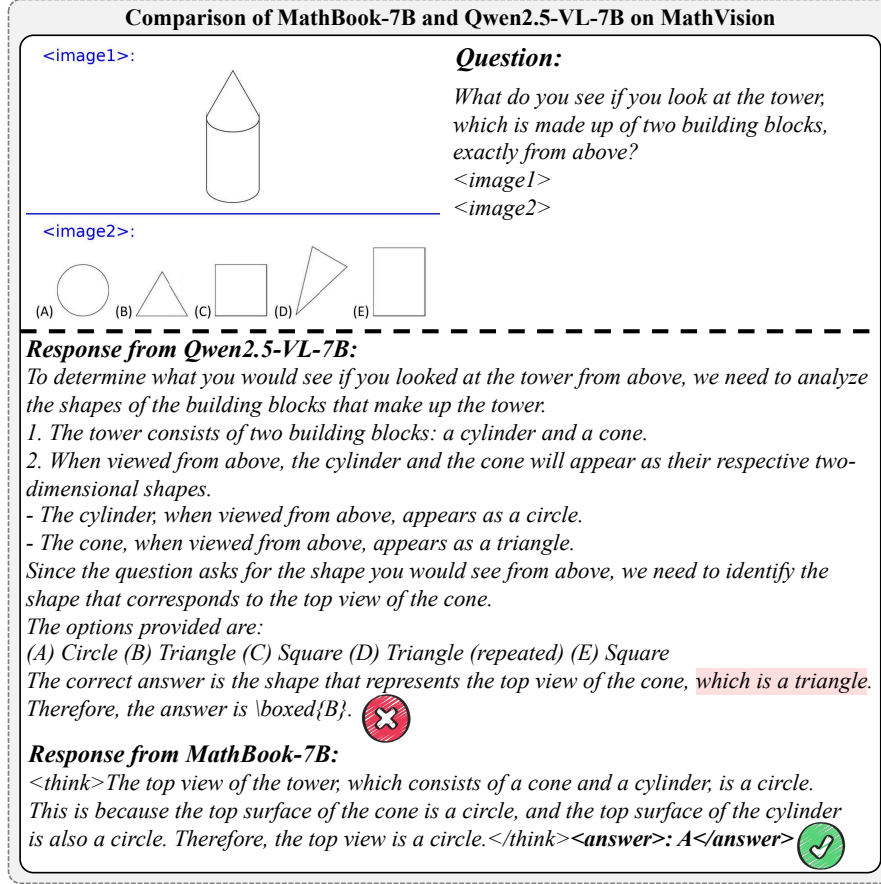 Comparison of MathBook-7B and Qwen2.5-VL-7B on MathVision
<image1>:
Question:
What do you see if you look at the tower,
which is made up of two building blocks,
exactly from above?
<image1>
<image2>
<image2>:
(A) (B) (C) (D) (E)
Response from Qwen2.5-VL-7B:
To determine what you would see if you looked at the tower from above, we need to analyze
the shapes of the building blocks that make up the tower.
1. The tower consists of two building blocks: a cylinder and a cone.
2. When viewed from above, the cylinder and the cone will appear as their respective two-
dimensional shapes.
- The cylinder, when viewed from above, appears as a circle.
- The cone, when viewed from above, appears as a triangle.
Since the question asks for the shape you would see from above, we need to identify the
shape that corresponds to the top view of the cone.
The options provided are:
(A) Circle (B) Triangle (C) Square (D) Triangle (repeated) (E) Square
The correct answer is the shape that represents the top view of the cone, which is a triangle.
Therefore, the answer is \boxed{B}.
Response from MathBook-7B:
<think>The top view of the tower, which consists of a cone and a cylinder, is a circle.
This is because the top surface of the cone is a circle, and the top surface of the cylinder
is also a circle. Therefore, the top view is a circle.</think><answer>: A</answer>